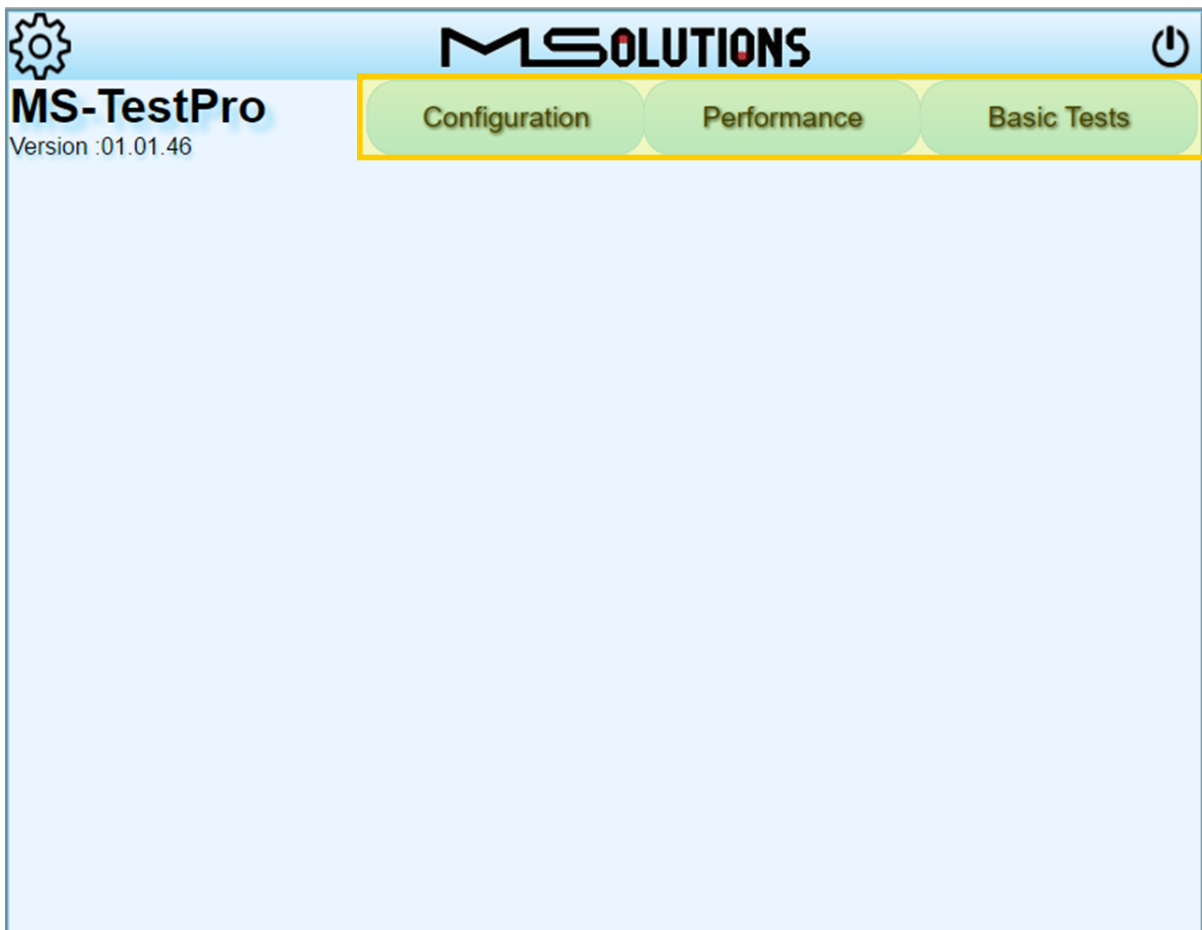 MSOLUTIONS
MS-TestPro
Configuration Performance Basic Tests
Version :01.01.46